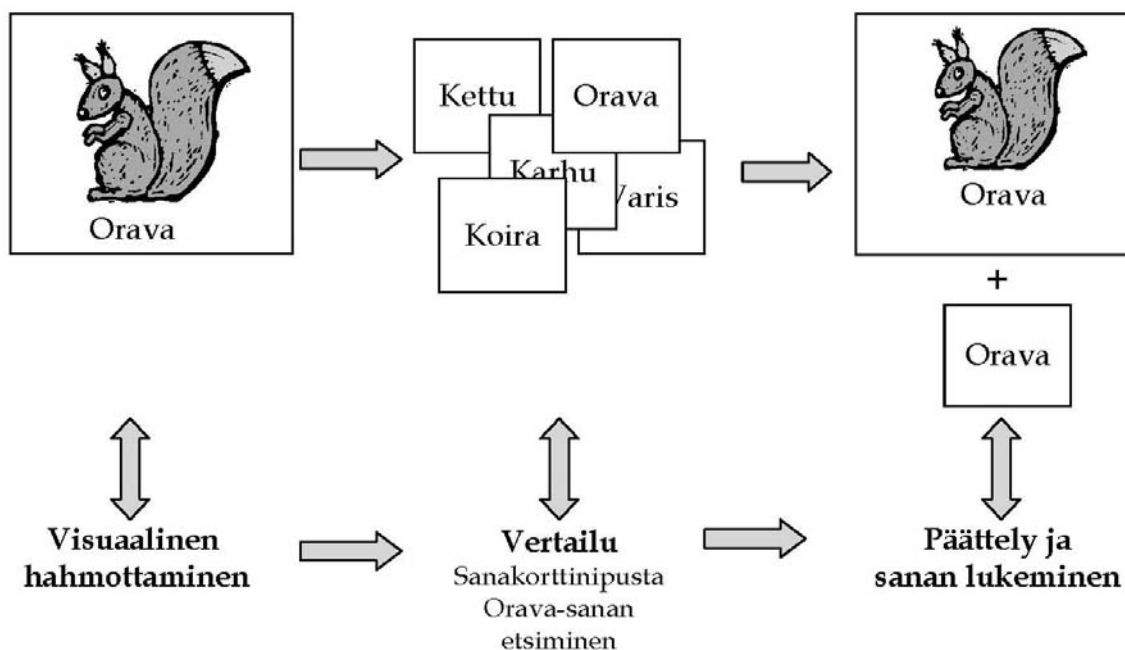 Orava
Kettu
Orava
Karhu
Varis
Koira
Orava
+
Orava
Visuaalinen
hahmottaminen
Vertailu
Sanakorttinipusta
Orava-sanan
etsiminen
Päättely ja
sanan lukeminen